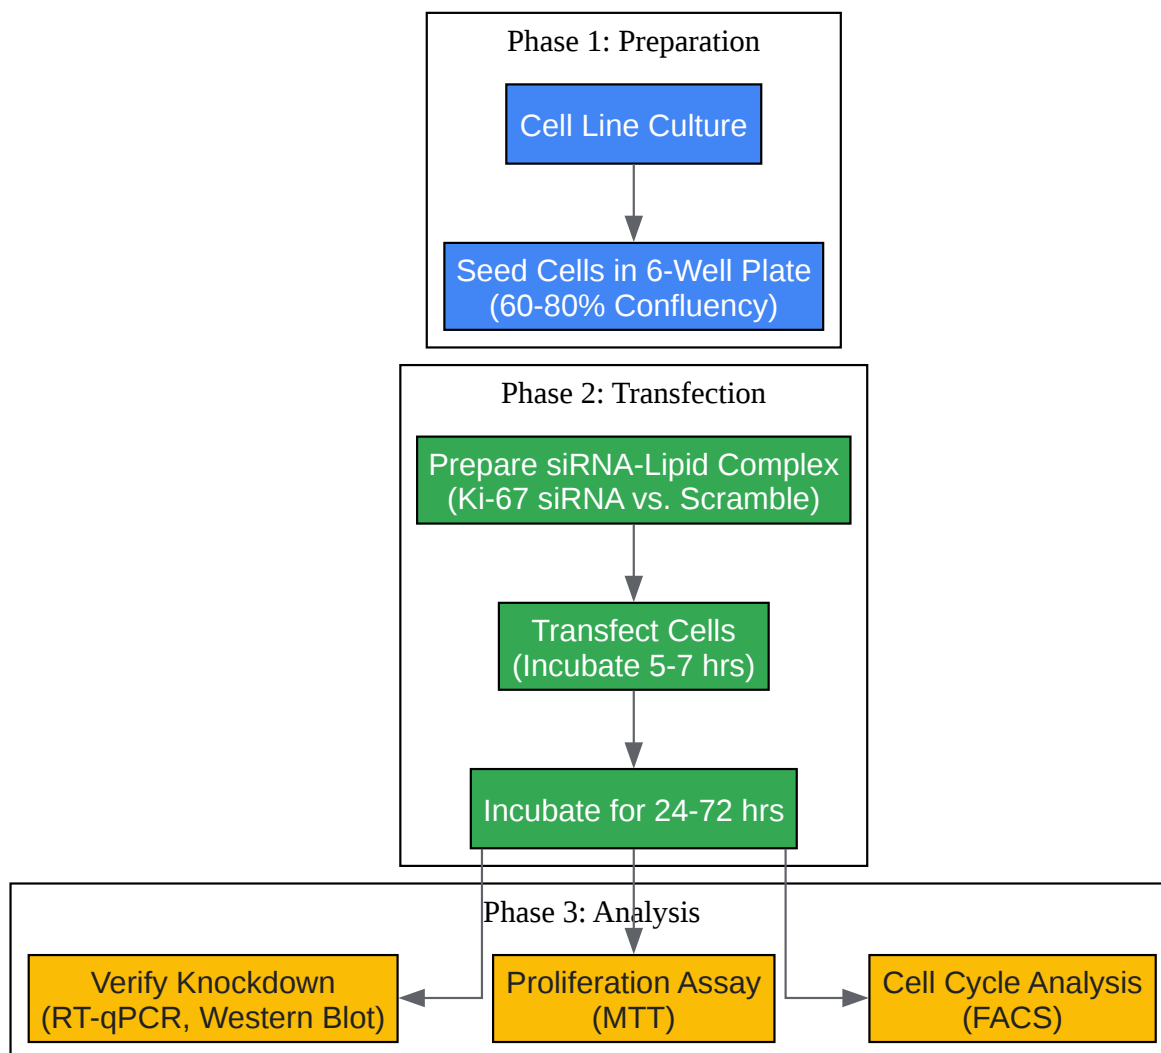 Phase 1: Preparation
Cell Line Culture
Seed Cells in 6-Well Plate
(60-80% Confluency)
Phase 2: Transfection
Prepare siRNA-Lipid Complex
(Ki-67 siRNA vs. Scramble)
Transfect Cells
(Incubate 5-7 hrs)
Incubate for 24-72 hrs
Phase 3: Analysis
Verify Knockdown
(RT-qPCR, Western Blot)
Proliferation Assay
(MTT)
Cell Cycle Analysis
(FACS)